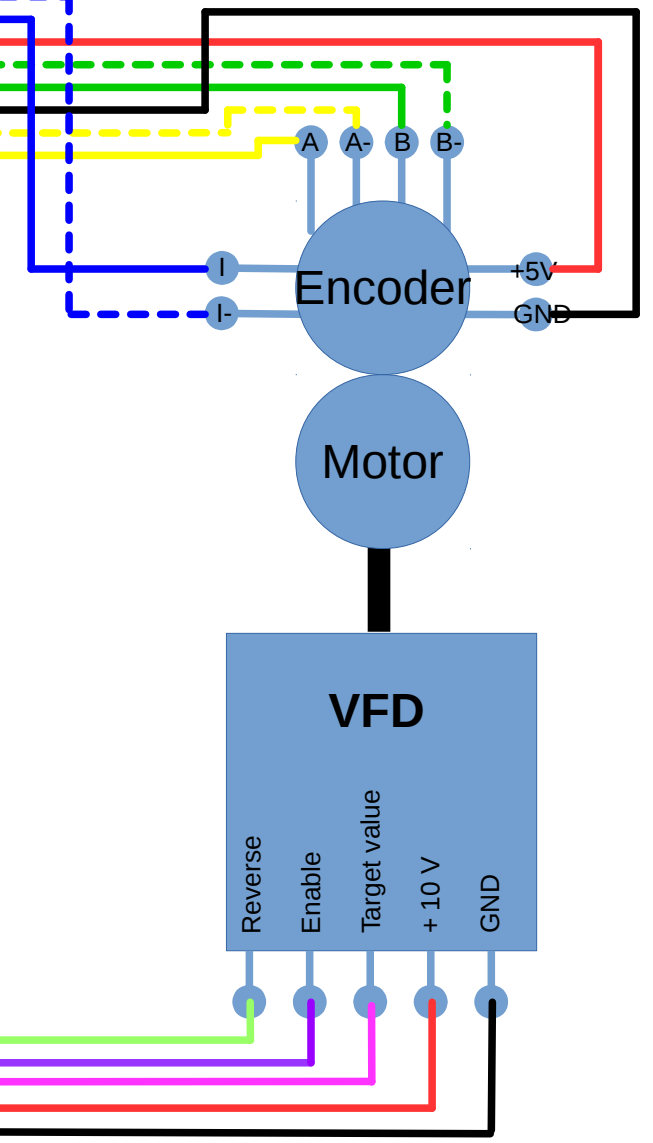 A
A-
B
B-
I
+5V
Encoder
I-
GND
Motor
VFD
Reverse
Enable
Target value
+ 10 V
GND